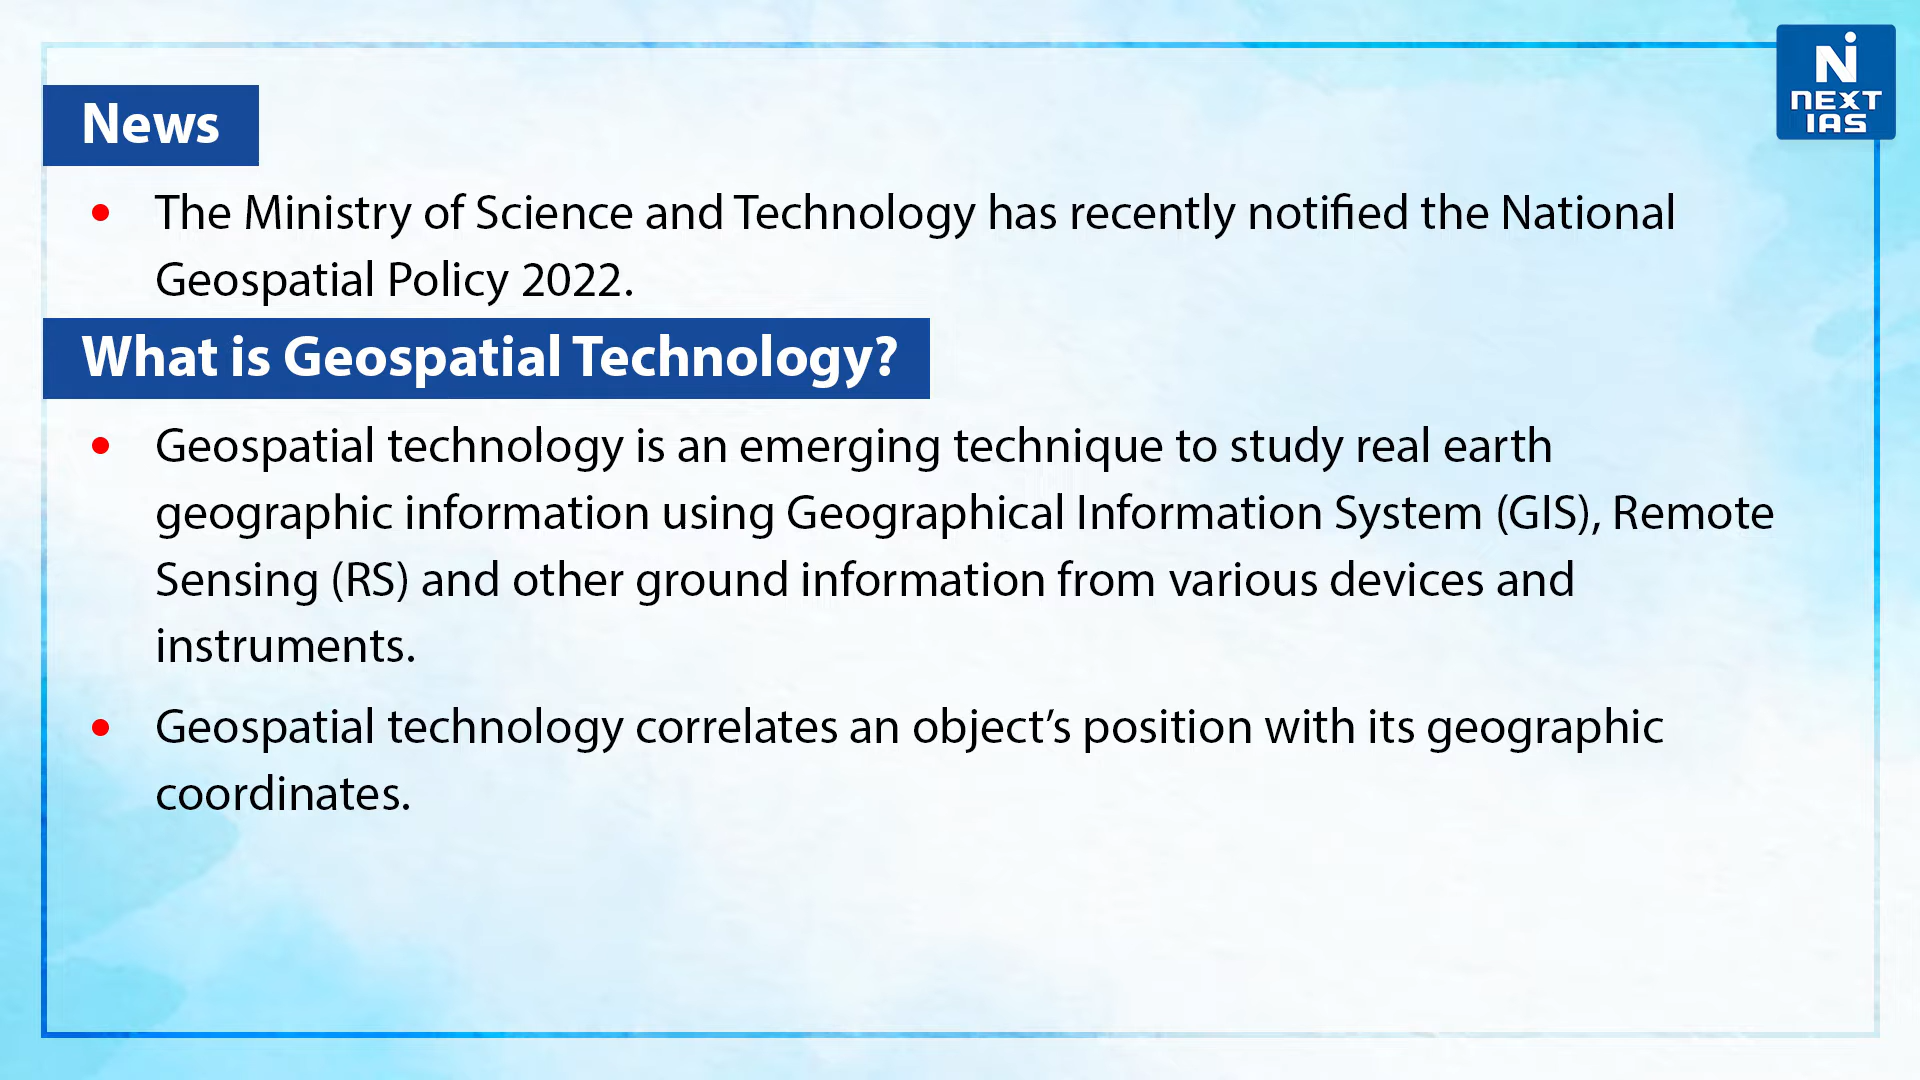 News
NEXT
IAS
• The Ministry of Science and Technology has recently notified the National
Geospatial Policy 2022.
What is Geospatial Technology?
• Geospatial technology is an emerging technique to study real earth
geographic information using Geographical Information System (GIS), Remote
Sensing (RS) and other ground information from various devices and
instruments.
• Geospatial technology correlates an object’s position with its geographic
coordinates.